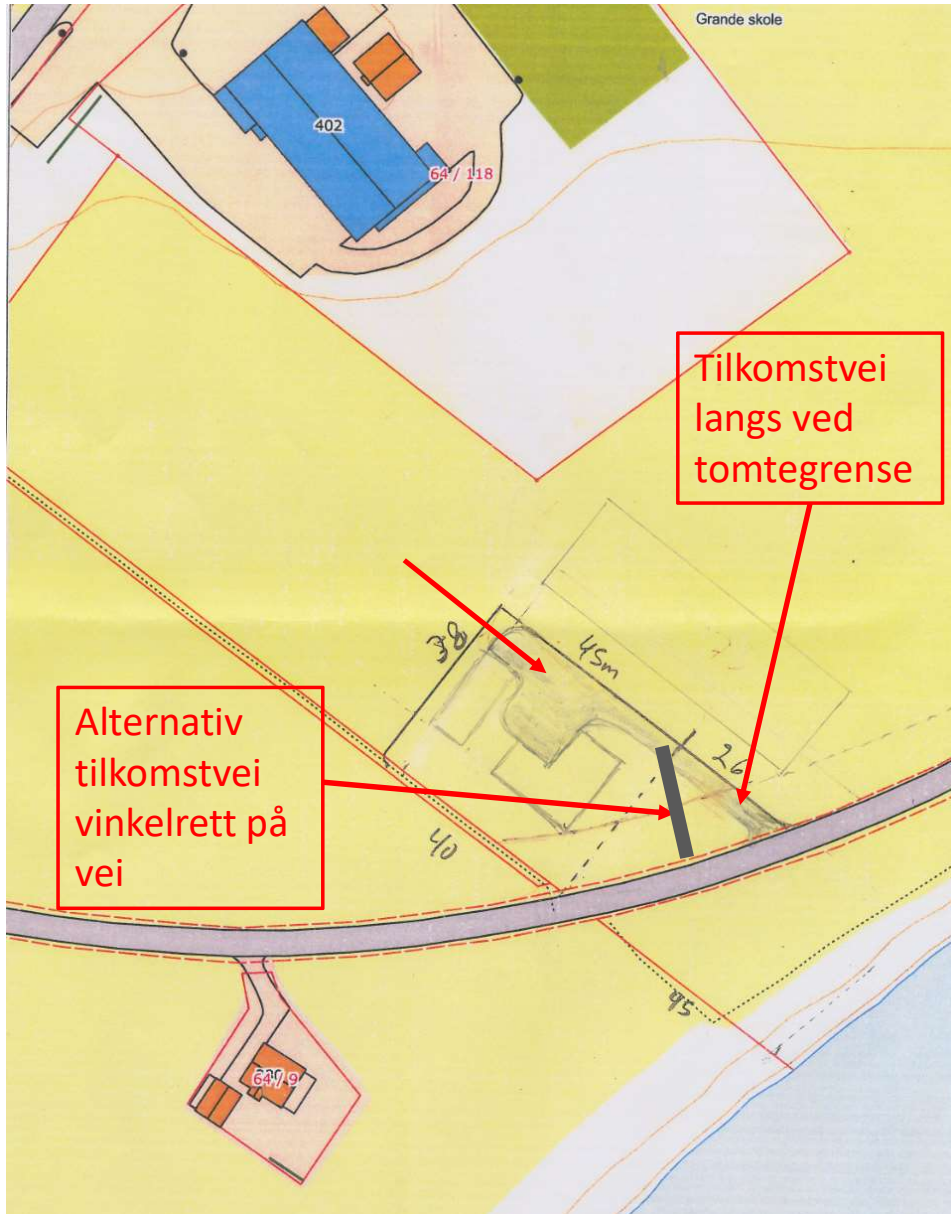 Grande skole
402
64 / 118
Tilkomstvei
langs ved
tomtegrense
38
45m
26
Alternativ
tilkomstvei
vinkelrett på
vei
40
64 / 9